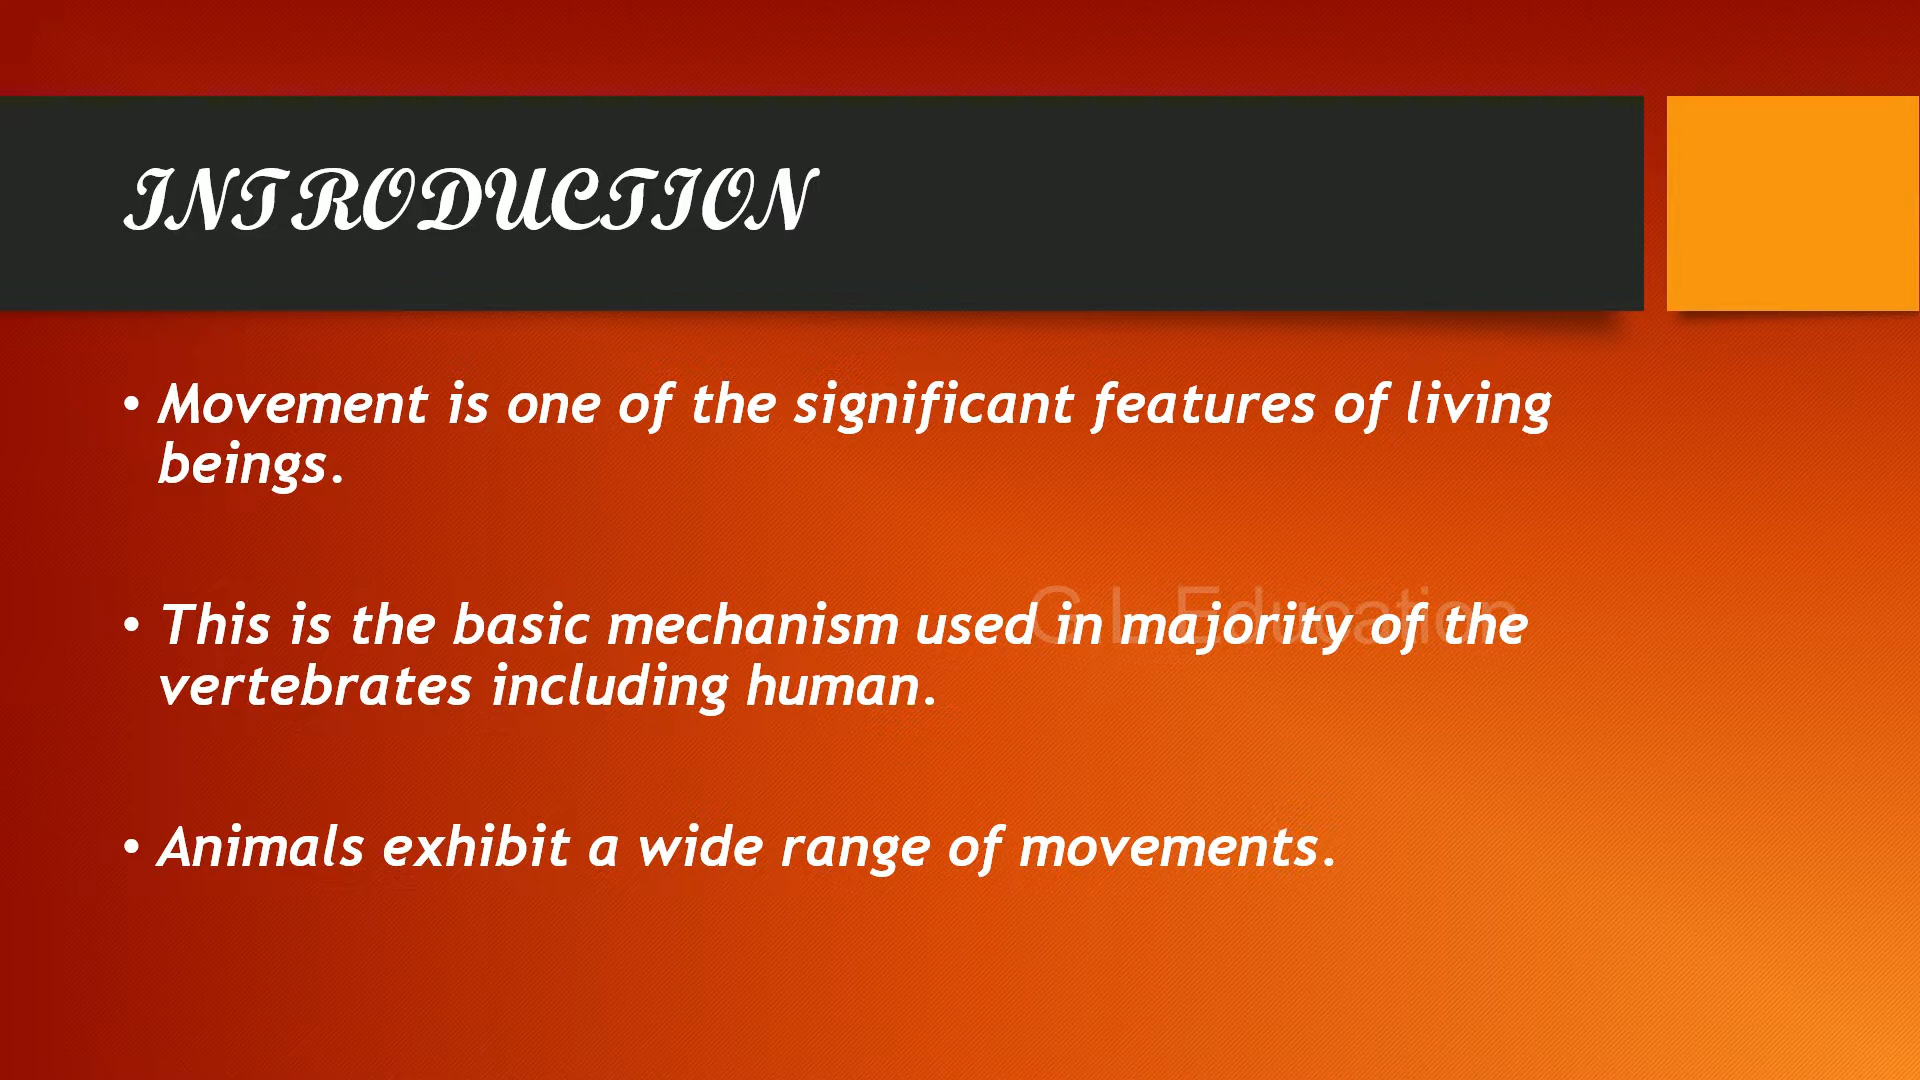 INTRODUCTION
• Movement is one of the significant features of living
beings.
• This is the basic mechanism used in majority of the
vertebrates including human.
G L Education
• Animals exhibit a wide range of movements.